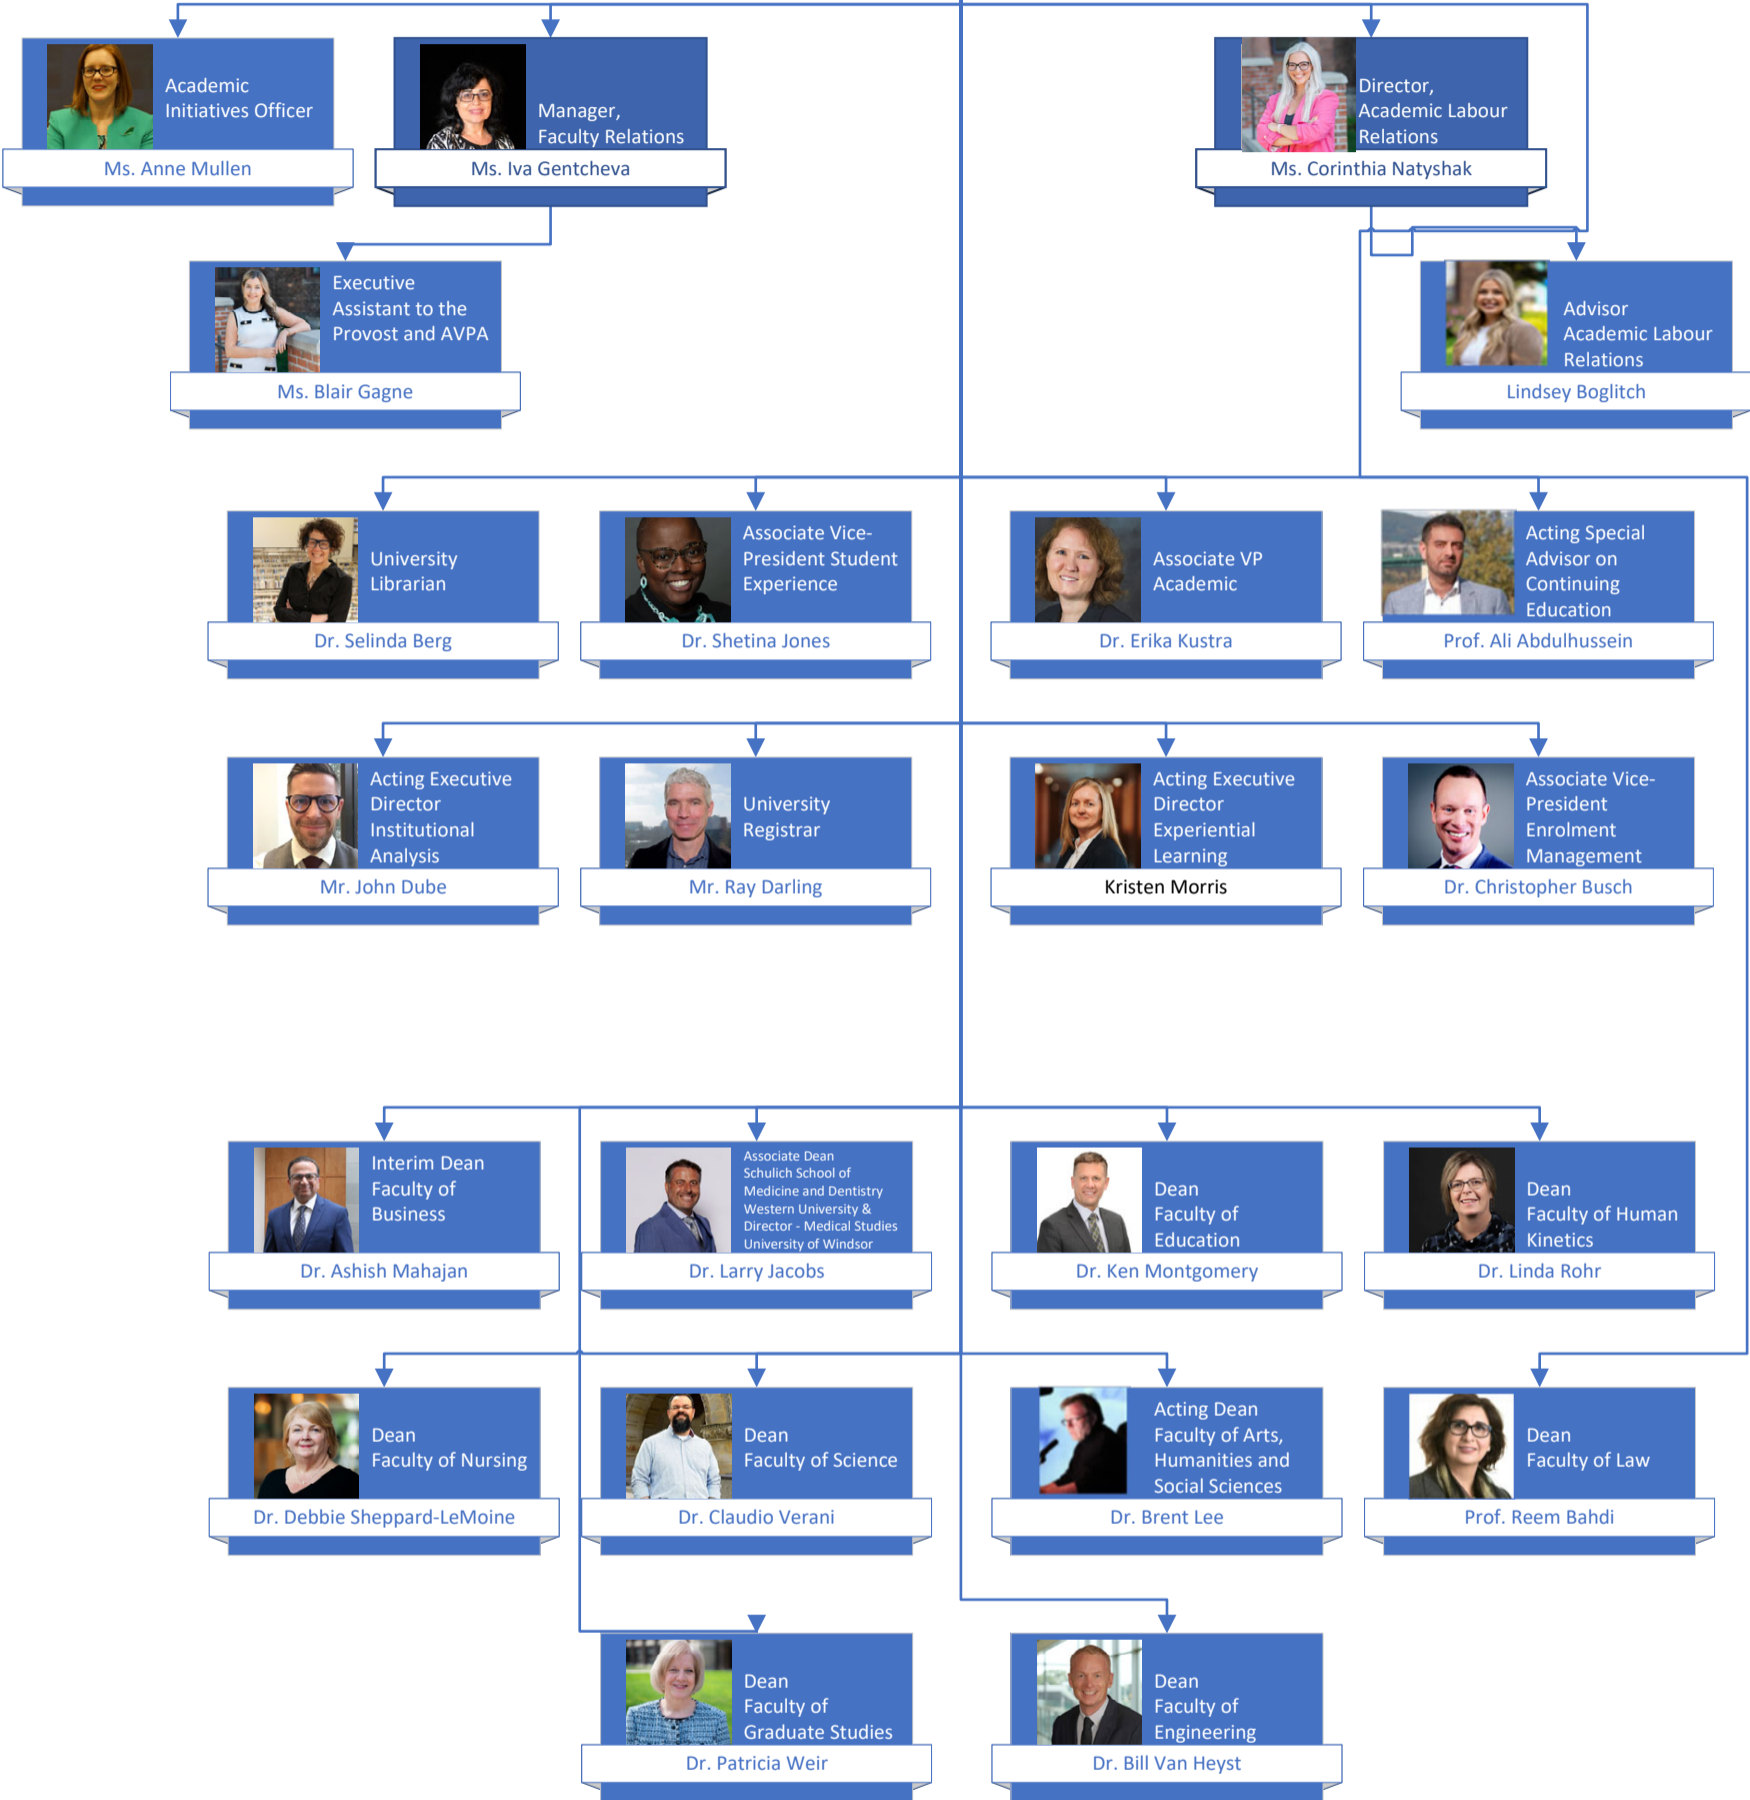 Academic
Initiatives Officer
Ms. Anne Mullen
Manager,
Faculty Relations
Ms. Iva Gentcheva
Director,
Academic Labour
Relations
Ms. Corinthia Natyshak
Executive
Assistant to the
Provost and AVPA
Ms. Blair Gagne
Advisor
Academic Labour
Relations
Lindsey Boglitch
University
Librarian
Dr. Selinda Berg
Associate Vice-
President Student
Experience
Dr. Shetina Jones
Associate VP
Academic
Dr. Erika Kustra
Acting Special
Advisor on
Continuing
Education
Prof. Ali Abdulhussein
Acting Executive
Director
Institutional
Analysis
Mr. John Dube
University
Registrar
Mr. Ray Darling
Acting Executive
Director
Experiential
Learning
Kristen Morris
Associate Vice-
President
Enrolment
Management
Dr. Christopher Busch
Interim Dean
Faculty of
Business
Dr. Ashish Mahajan
Associate Dean
Schulich School of
Medicine and Dentistry
Western University &
Director - Medical Studies
University of Windsor
Dr. Larry Jacobs
Dean
Faculty of
Education
Dr. Ken Montgomery
Dean
Faculty of Human
Kinetics
Dr. Linda Rohr
Dean
Faculty of Nursing
Dr. Debbie Sheppard-LeMoine
Dean
Faculty of Science
Dr. Claudio Verani
Acting Dean
Faculty of Arts,
Humanities and
Social Sciences
Dr. Brent Lee
Dean
Faculty of Law
Prof. Reem Bahdi
Dean
Faculty of
Graduate Studies
Dr. Patricia Weir
Dean
Faculty of
Engineering
Dr. Bill Van Heyst